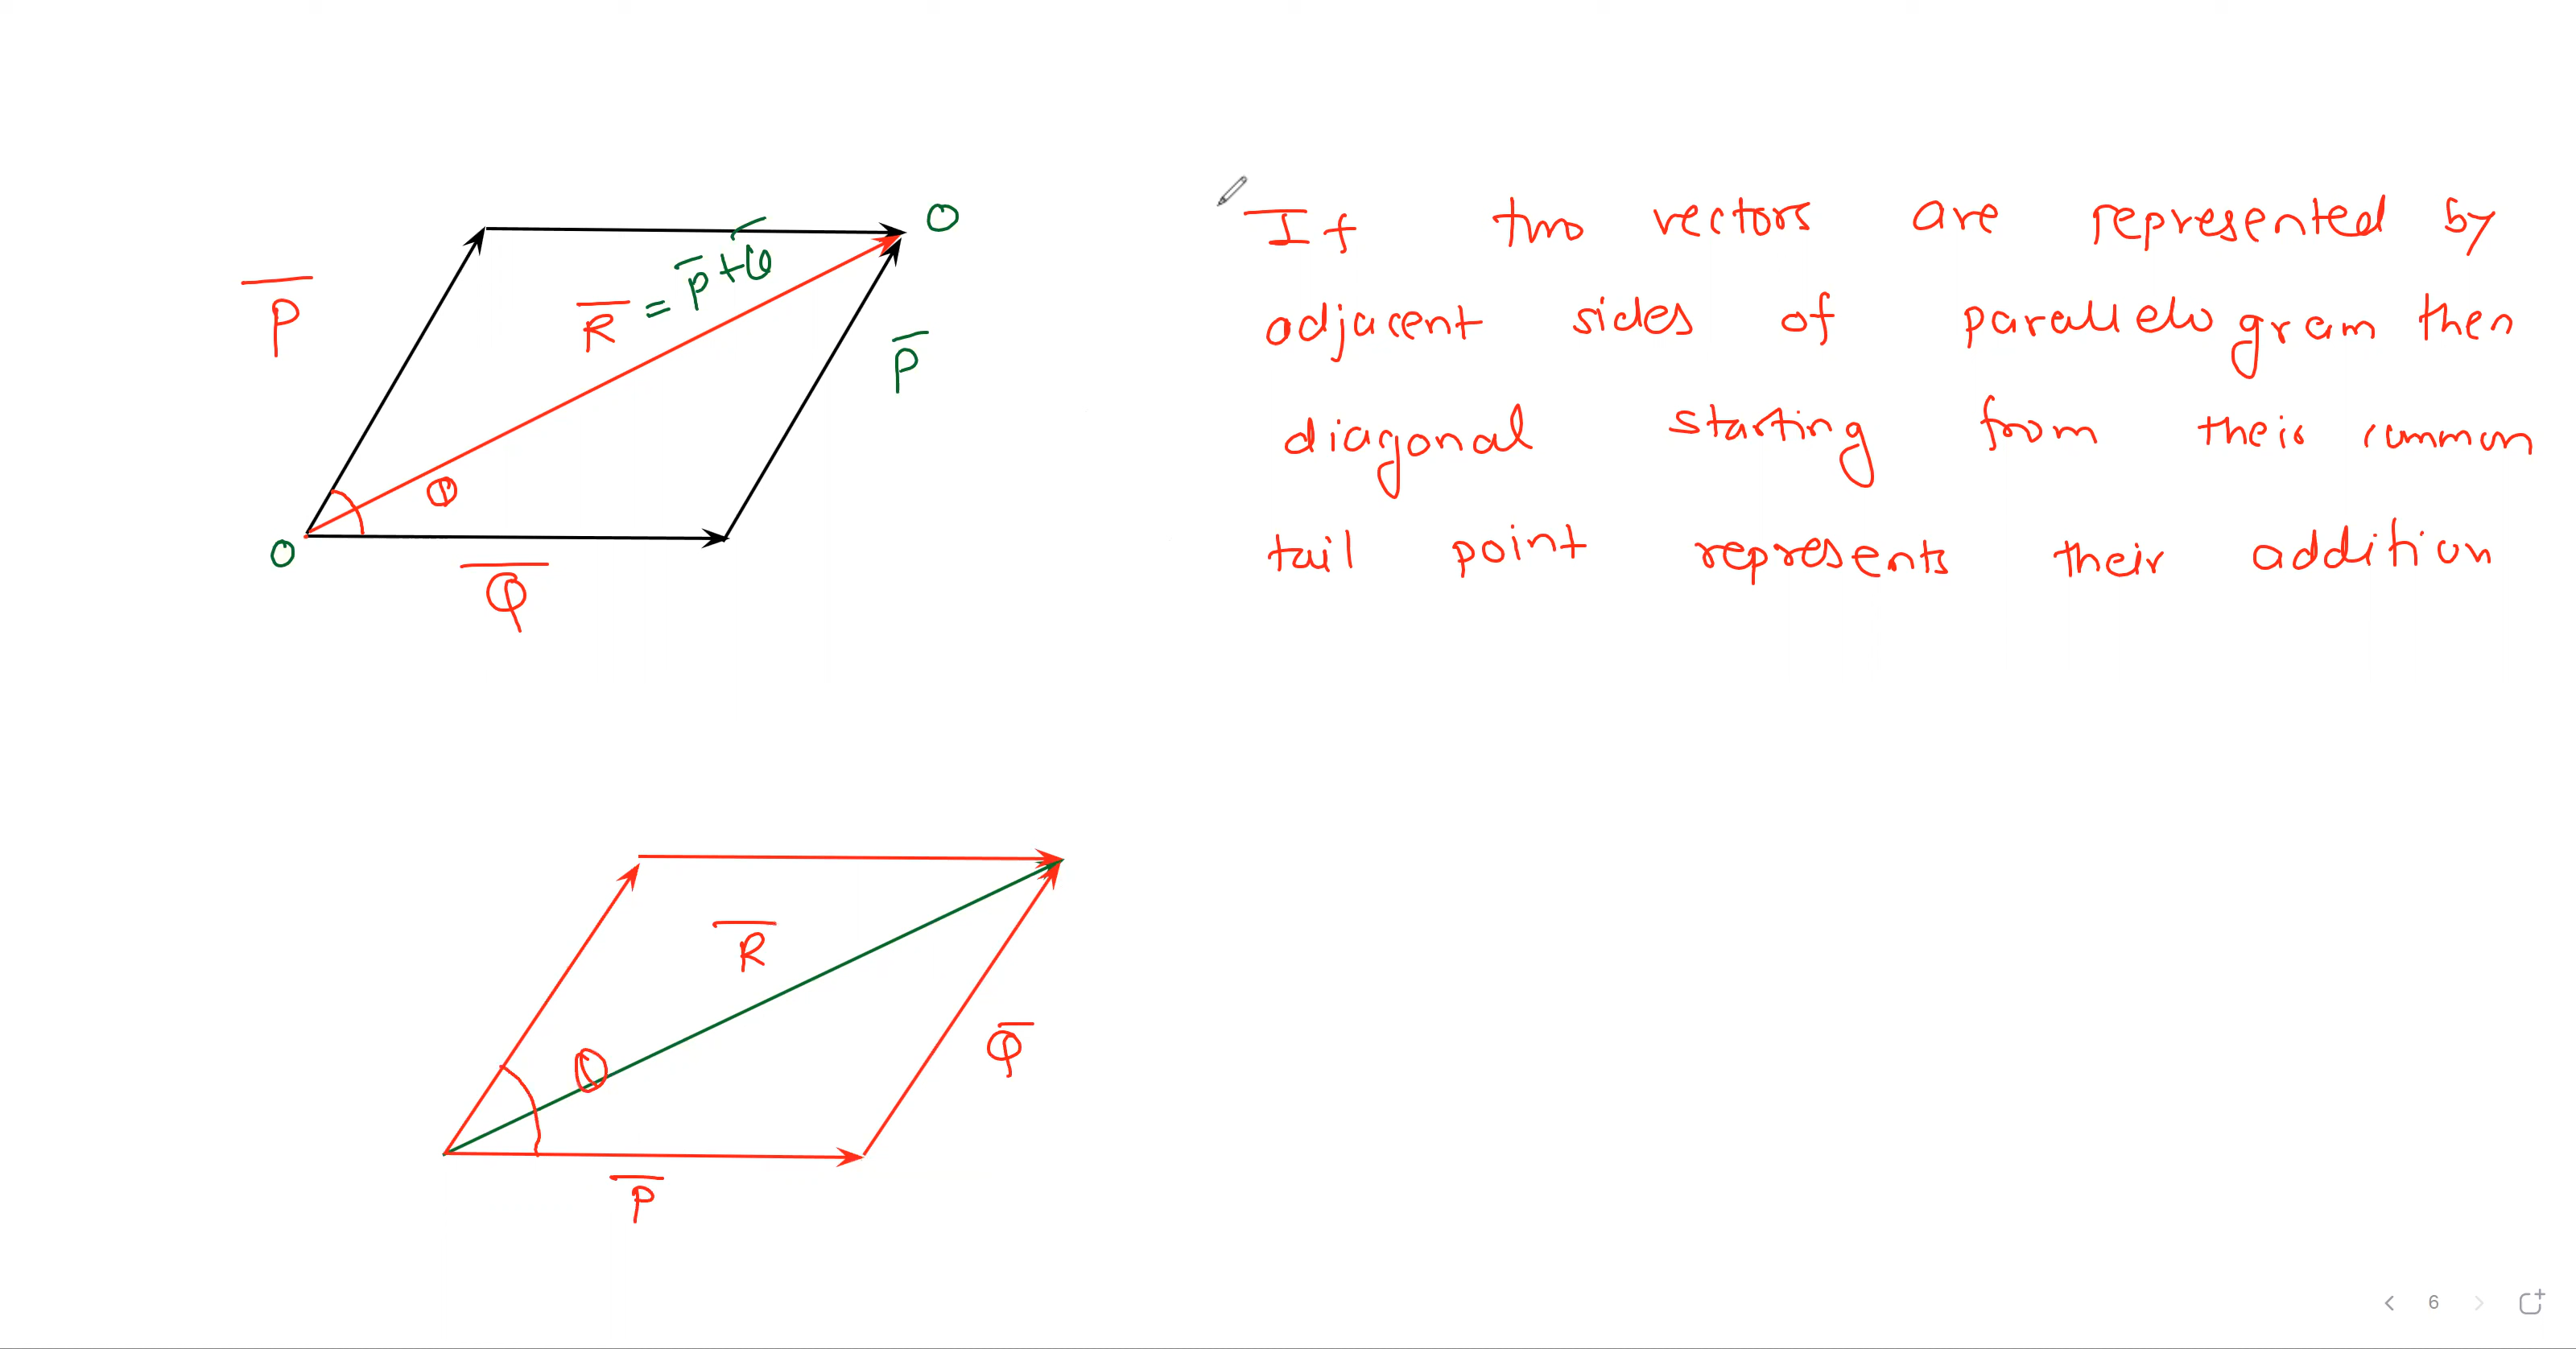 O
P̅
R̅ = P̅ + Q̅
P̅
θ
O
Q̅
If two vectors are represented by
adjacent sides of parallelogram then
diagonal starting from their common
tail point represents their addition
R̅
θ
Q̅
P̅
6